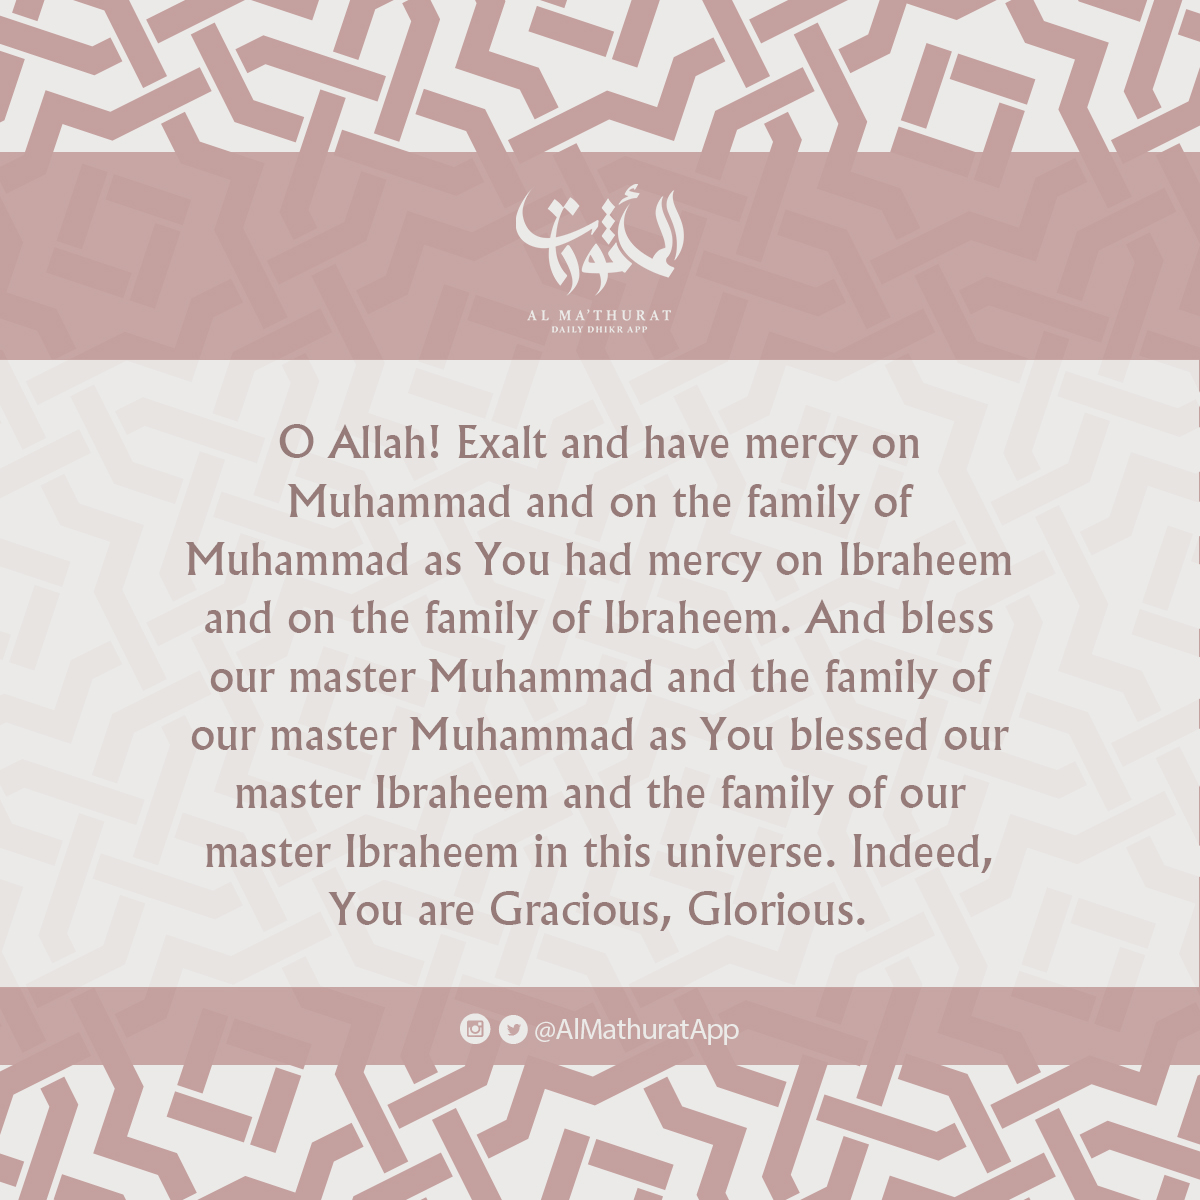 المأثورات
AL MA'THURAT
DAILY DHIKR APP
O Allah! Exalt and have mercy on
Muhammad and on the family of
Muhammad as You had mercy on Ibraheem
and on the family of Ibraheem. And bless
our master Muhammad and the family of
our master Muhammad as You blessed our
master Ibraheem and the family of our
master Ibraheem in this universe. Indeed,
You are Gracious, Glorious.
@AlMathuratApp